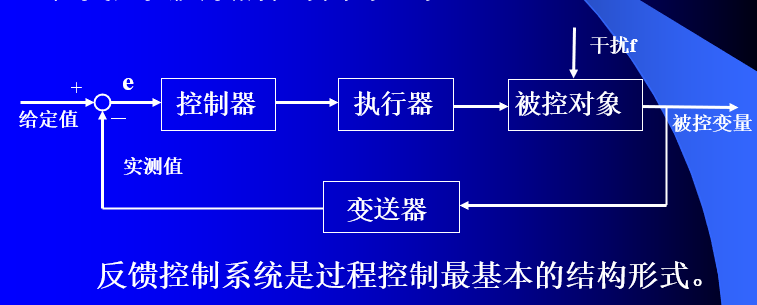 干扰f
+
e
控制器
执行器
被控对象
给定值
—
被控变量
实测值
变送器
反馈控制系统是过程控制最基本的结构形式。